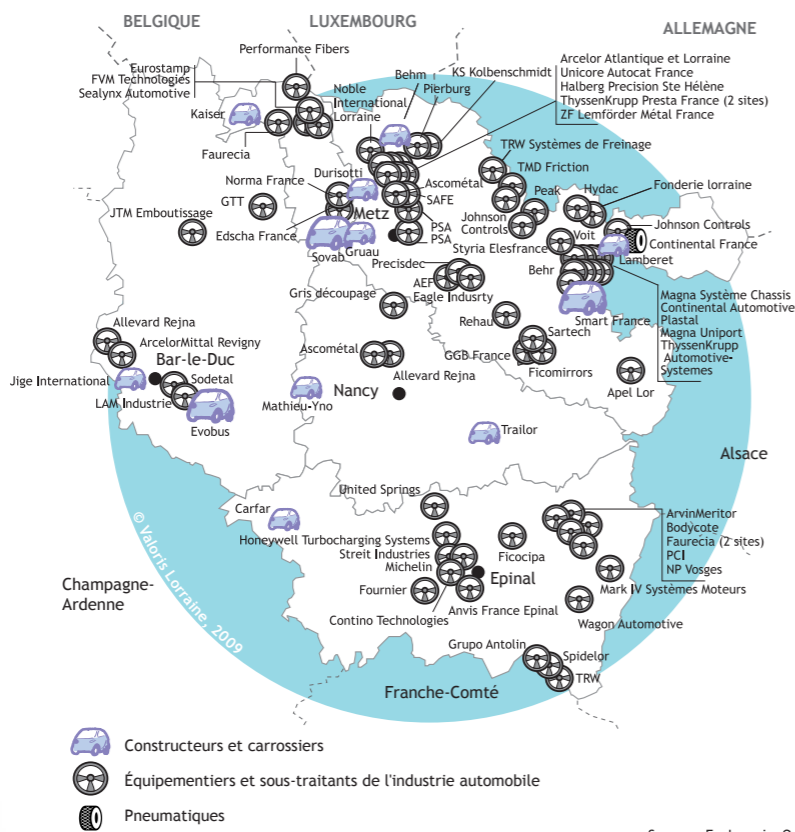 BELGIQUE
LUXEMBOURG
ALLEMAGNE
Performance Fibers
Eurostamp
FVM Technologies
Sealynx Automotive
Kaiser
Faurecia
Noble
International
Lorraine
Behm
Pierburg
KS Kolbenschmidt
Arcelor Atlantique et Lorraine
Unicore Autocat France
Halberg Precision Ste Hélène
ThyssenKrupp Presta France (2 sites)
ZF Lemförder Métal France
TRW Systèmes de Freinage
TMD Friction
Peak
Hydac
Fonderie lorraine
Johnson
Controls
Johnson Controls
Voit
Continental France
Lamberet
Styria Elesfrance
Behr
Durisotti
Norma France
GTT
JTM Emboutissage
Edscha France
Metz
Ascométal
SAFE
PSA
PSA
Sovab
Gruau
Precisdec
AEF
Eagle Indusrty
Gris découpage
Smart France
Magna Système Chassis
Continental Automotive
Plastal
Magna Uniport
ThyssenKrupp
Automotive-
Systemes
Rehau
Sartech
GGB France
Ficomirrors
Apel Lor
Allevard Rejna
ArcelorMittal Revigny
Bar-le-Duc
Jige International
Sodetal
LAM Industrie
Evobus
Ascométal
Allevard Rejna
Nancy
Mathieu-Yno
Trailor
Alsace
United Springs
Carfar
Honeywell Turbocharging Systems
Streit Industries
Michelin
Ficocipa
Epinal
Fournier
Contino Technologies
Anvis France Epinal
ArvinMeritor
Bodycote
Faurecia (2 sites)
PCI
NP Vosges
Mark IV Systèmes Moteurs
Wagon Automotive
Grupo Antolin
Spidelor
TRW
Champagne-
Ardenne
Franche-Comté
© Valoris Lorraine, 2009
Constructeurs et carrossiers
Équipementiers et sous-traitants de l'industrie automobile
Pneumatiques